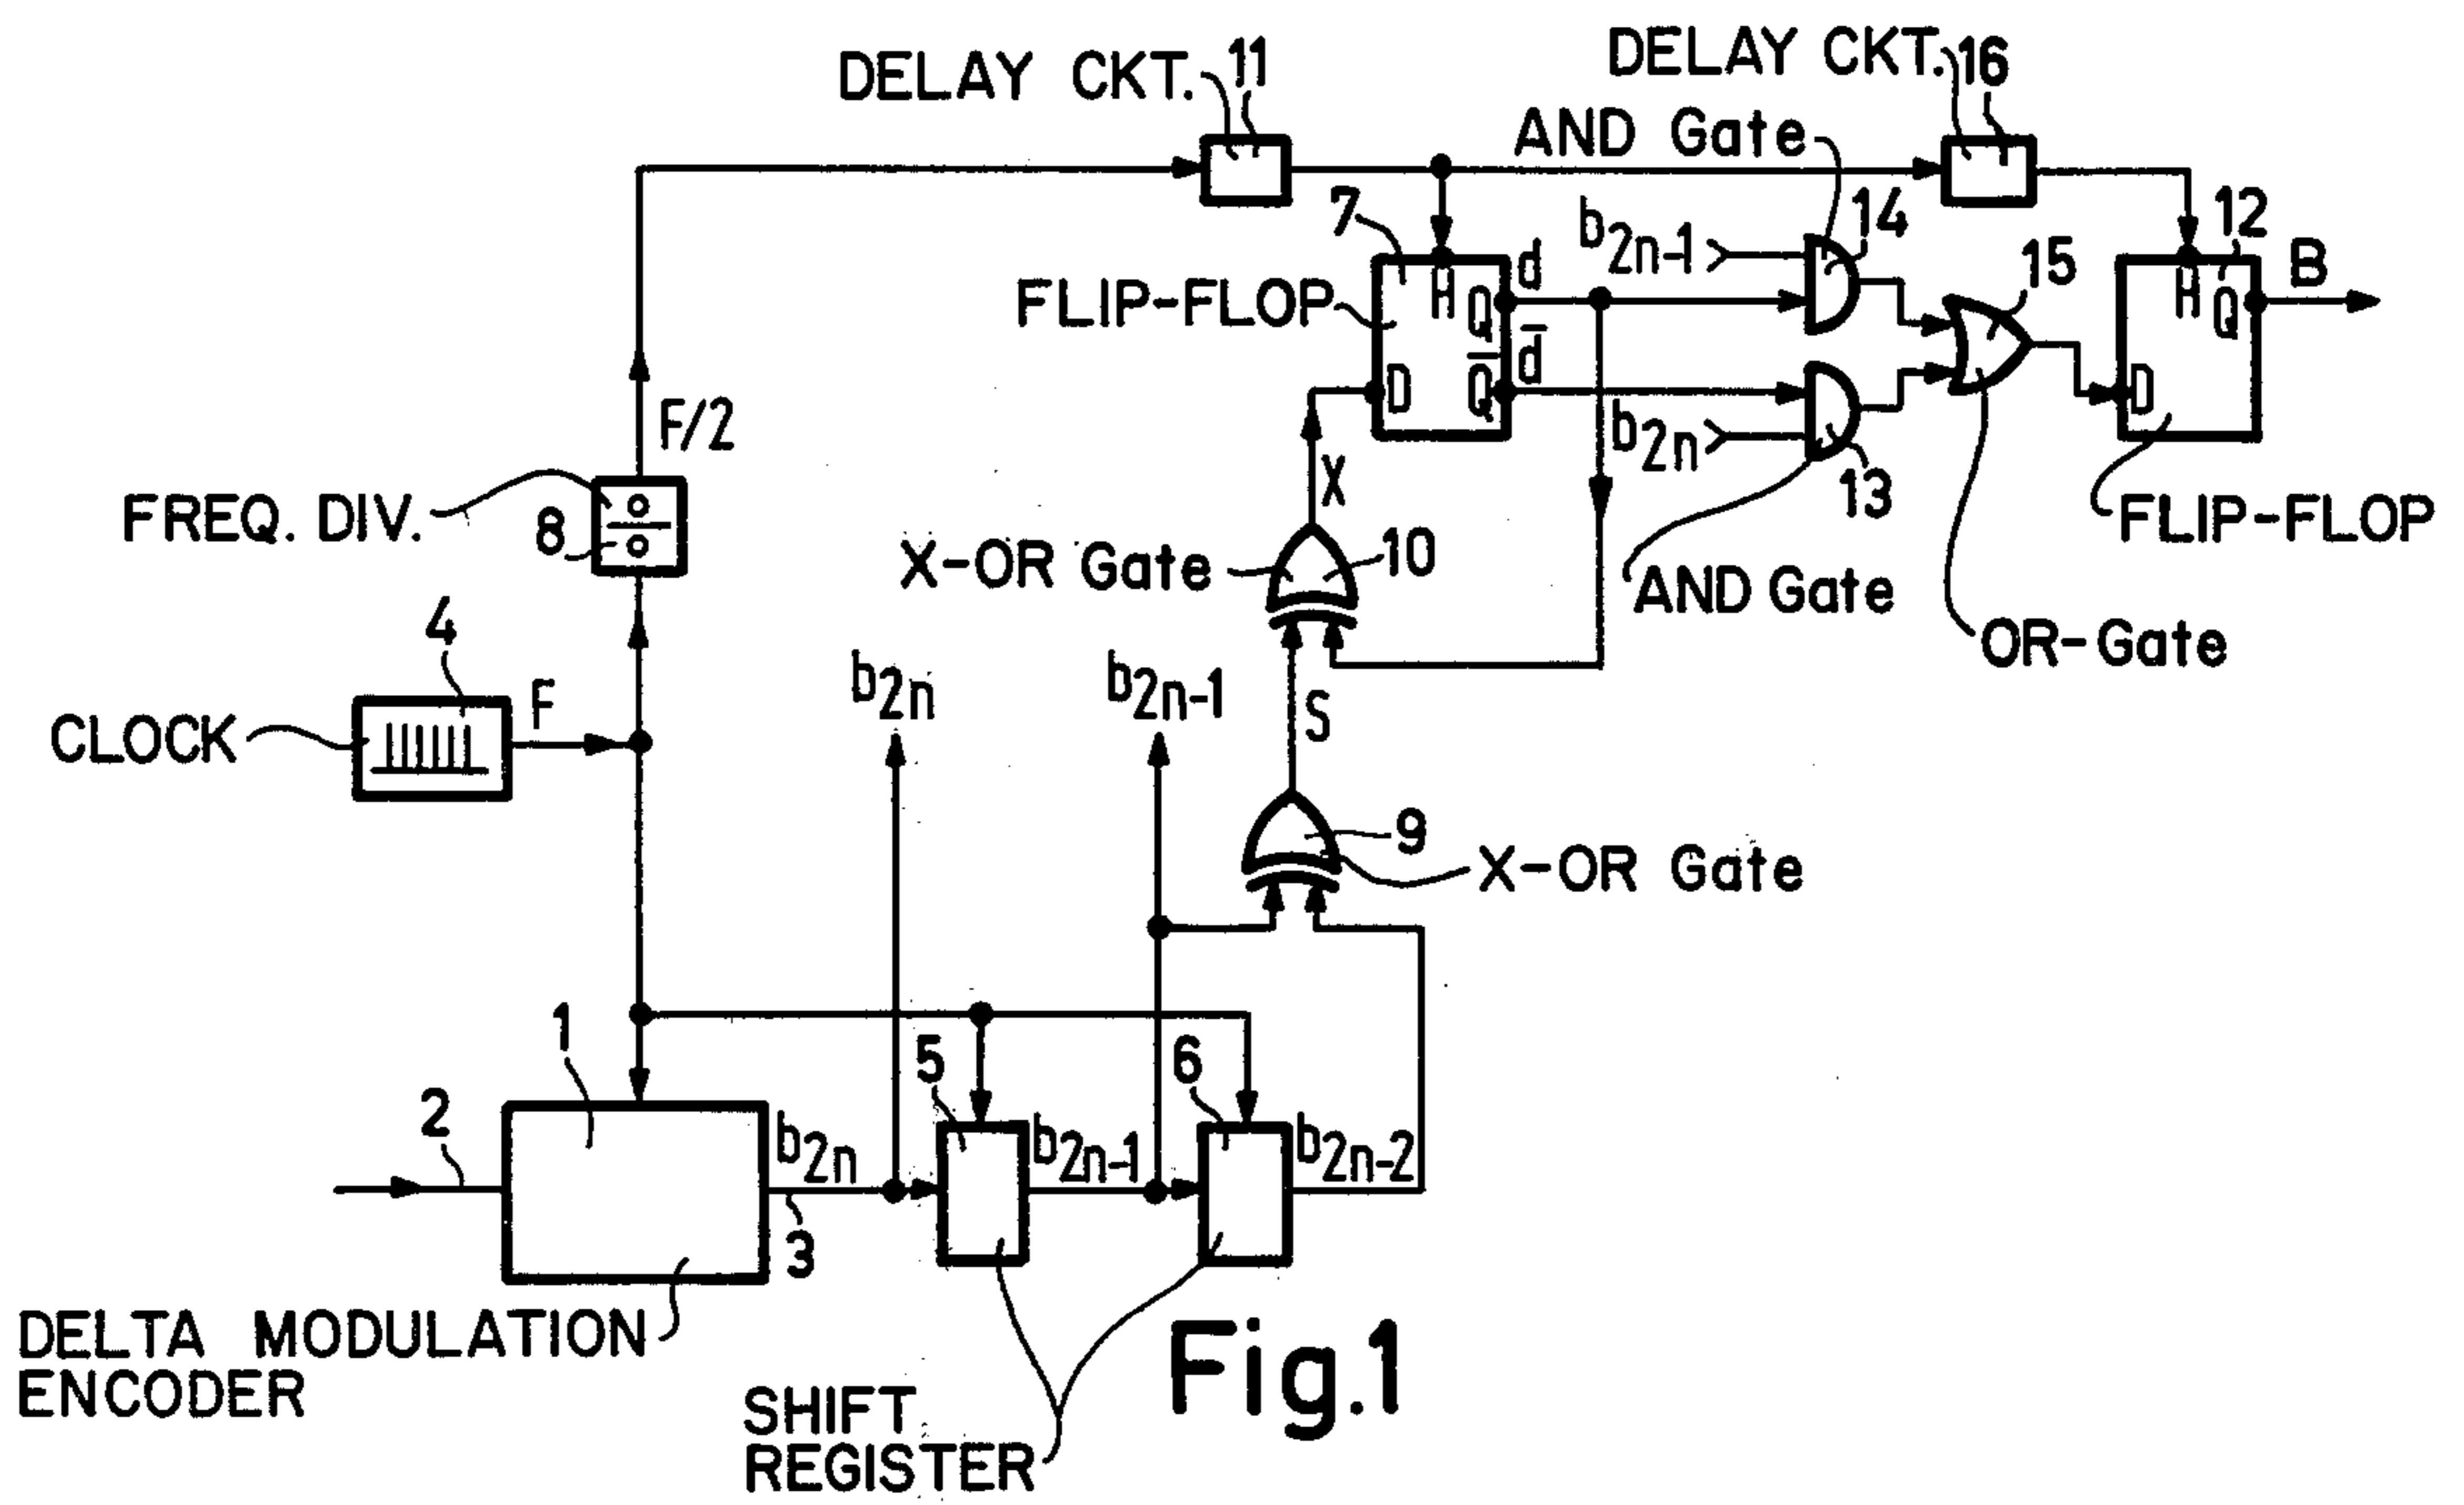 DELAY CKT. 11
DELAY CKT. 16
AND Gate
14
7
b2n-1
12
15
d
B
FLIP-FLOP
H Q
H Q
d̅
D Q̅
D
F/2
b2n
X
13
FREQ. DIV.
8
FLIP-FLOP
X-OR Gate
10
AND Gate
4
OR-Gate
b2n
b2n-1
F
S
CLOCK
9
X-OR Gate
1
5
6
2
b2n
b2n-1
b2n-2
3
DELTA MODULATION
ENCODER
Fig.1
SHIFT
REGISTER